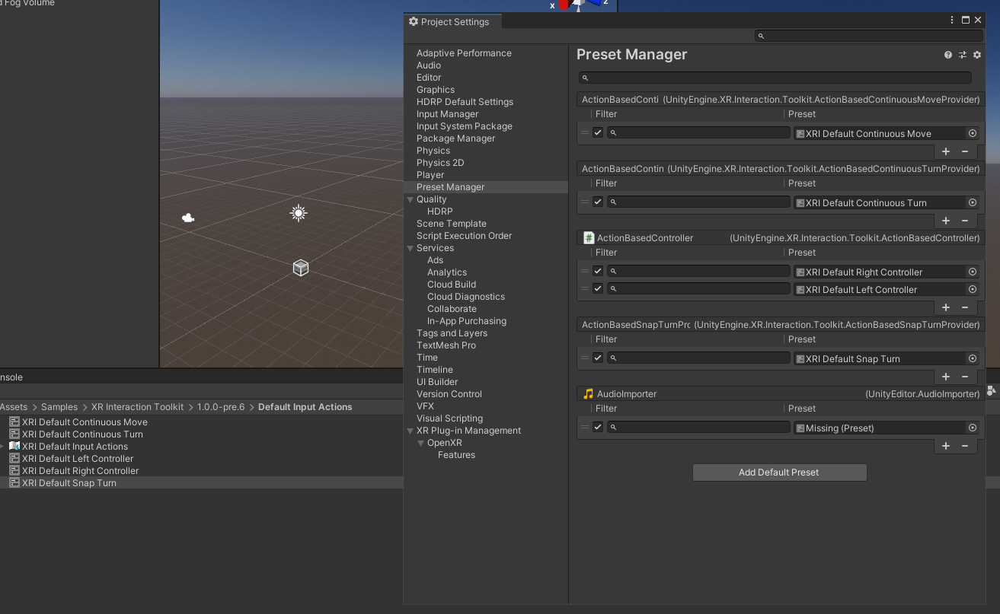 d Fog Volume
x
z
Project Settings
Adaptive Performance
Audio
Editor
Graphics
HDRP Default Settings
Input Manager
Input System Package
Package Manager
Physics
Physics 2D
Player
Preset Manager
Quality
HDRP
Scene Template
Script Execution Order
Services
Ads
Analytics
Cloud Build
Cloud Diagnostics
Collaborate
In-App Purchasing
Tags and Layers
TextMesh Pro
Time
Timeline
UI Builder
Version Control
VFX
Visual Scripting
XR Plug-in Management
OpenXR
Features
Preset Manager
ActionBasedConti (UnityEngine.XR.Interaction.Toolkit.ActionBasedContinuousMoveProvider)
Filter Preset
XRI Default Continuous Move
ActionBasedContin (UnityEngine.XR.Interaction.Toolkit.ActionBasedContinuousTurnProvider)
Filter Preset
XRI Default Continuous Turn
# ActionBasedController (UnityEngine.XR.Interaction.Toolkit.ActionBasedController)
Filter Preset
XRI Default Right Controller
XRI Default Left Controller
ActionBasedSnapTurnPrc (UnityEngine.XR.Interaction.Toolkit.ActionBasedSnapTurnProvider)
Filter Preset
XRI Default Snap Turn
AudioImporter (UnityEditor.AudioImporter)
Filter Preset
Missing (Preset)
Add Default Preset
nsole
Assets > Samples > XR Interaction Toolkit > 1.0.0-pre.6 > Default Input Actions
XRI Default Continuous Move
XRI Default Continuous Turn
XRI Default Input Actions
XRI Default Left Controller
XRI Default Right Controller
XRI Default Snap Turn